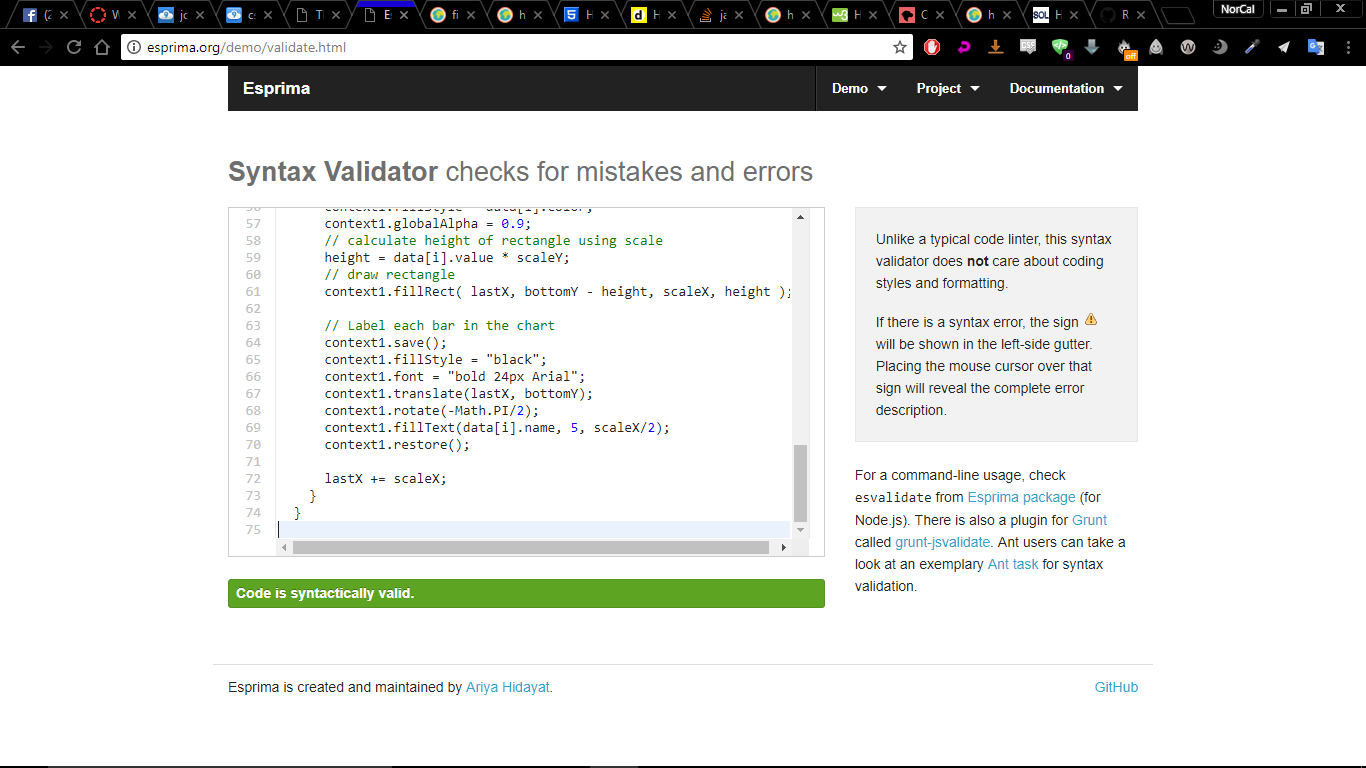 NorCal
esprima.org/demo/validate.html
off
0
Esprima
Demo
Project
Documentation
Syntax Validator checks for mistakes and errors
56 context1.fillStyle = data[i].color;
57 context1.globalAlpha = 0.9;
58 // calculate height of rectangle using scale
59 height = data[i].value * scaleY;
60 // draw rectangle
61 context1.fillRect( lastX, bottomY - height, scaleX, height );
62
63 // Label each bar in the chart
64 context1.save();
65 context1.fillStyle = "black";
66 context1.font = "bold 24px Arial";
67 context1.translate(lastX, bottomY);
68 context1.rotate(-Math.PI/2);
69 context1.fillText(data[i].name, 5, scaleX/2);
70 context1.restore();
71
72 lastX += scaleX;
73 }
74 }
75
Code is syntactically valid.
Unlike a typical code linter, this syntax
validator does not care about coding
styles and formatting.
If there is a syntax error, the sign
will be shown in the left-side gutter.
Placing the mouse cursor over that
sign will reveal the complete error
description.
For a command-line usage, check
esvalidate from Esprima package (for
Node.js). There is also a plugin for Grunt
called grunt-jsvalidate. Ant users can take a
look at an exemplary Ant task for syntax
validation.
Esprima is created and maintained by Ariya Hidayat.
GitHub